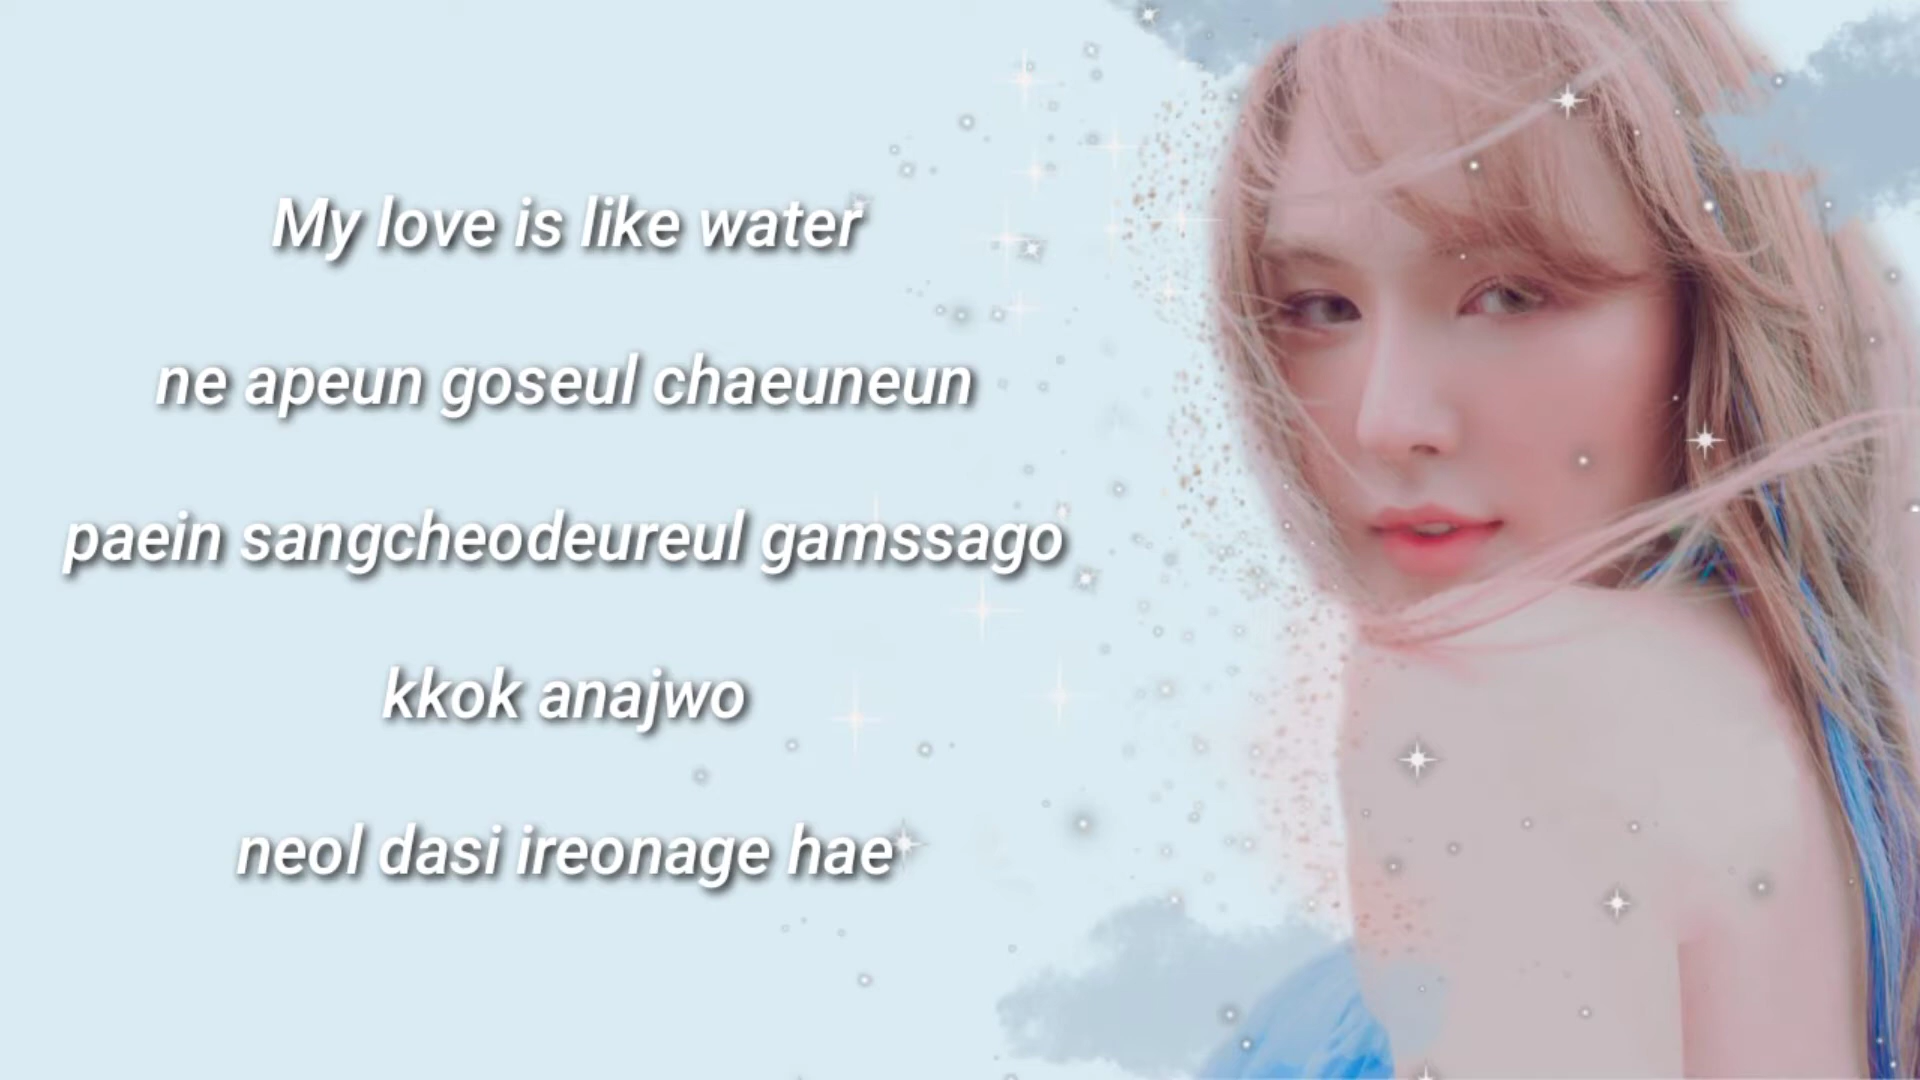 My love is like water
ne apeun goseul chaeuneun
paein sangcheodeureul gamssago
kkok anajwo
neol dasi ireonage hae